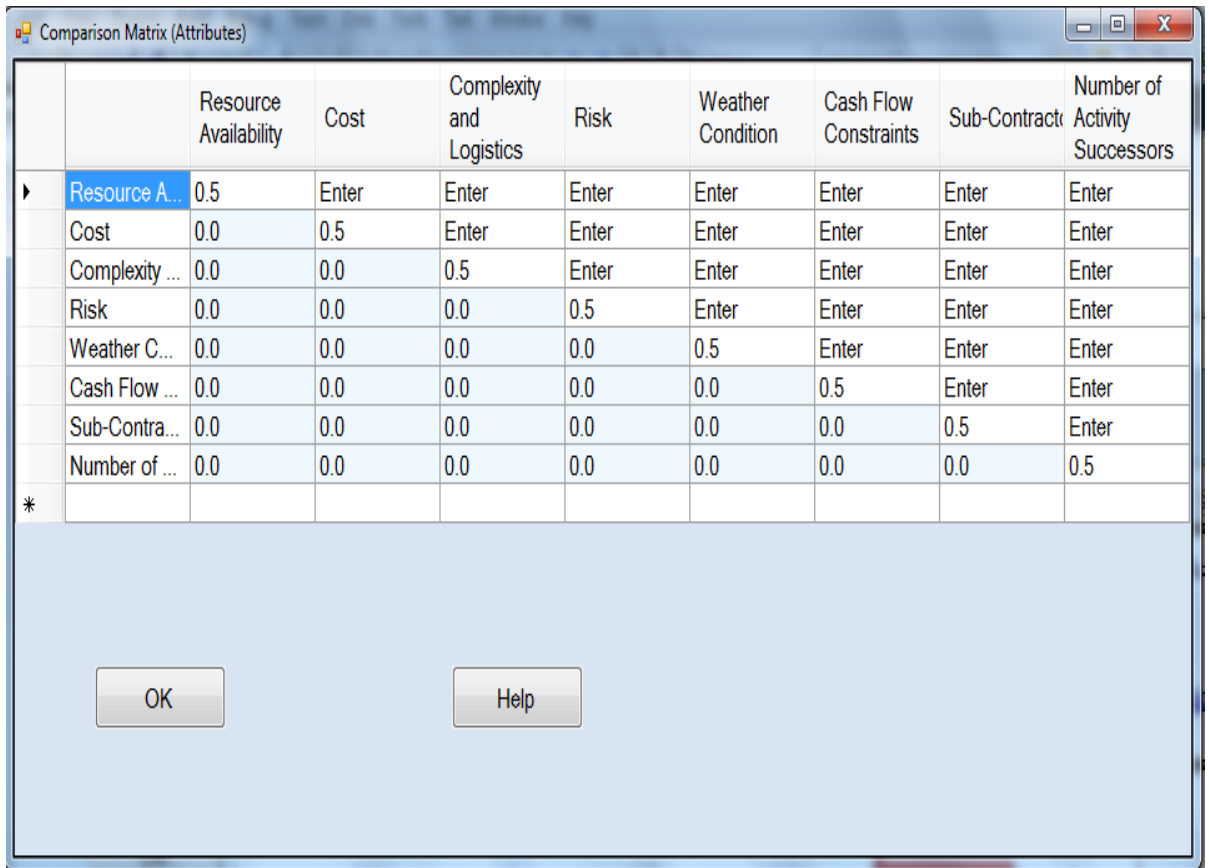 Comparison Matrix (Attributes)
Resource Availability Cost Complexity and Logistics Risk Weather Condition Cash Flow Constraints Sub-Contracto Number of Activity Successors
Resource A... 0.5 Enter Enter Enter Enter Enter Enter Enter
Cost 0.0 0.5 Enter Enter Enter Enter Enter Enter
Complexity ... 0.0 0.0 0.5 Enter Enter Enter Enter Enter
Risk 0.0 0.0 0.0 0.5 Enter Enter Enter Enter
Weather C... 0.0 0.0 0.0 0.0 0.5 Enter Enter Enter
Cash Flow ... 0.0 0.0 0.0 0.0 0.0 0.5 Enter Enter
Sub-Contra... 0.0 0.0 0.0 0.0 0.0 0.0 0.5 Enter
Number of ... 0.0 0.0 0.0 0.0 0.0 0.0 0.0 0.5
OK Help